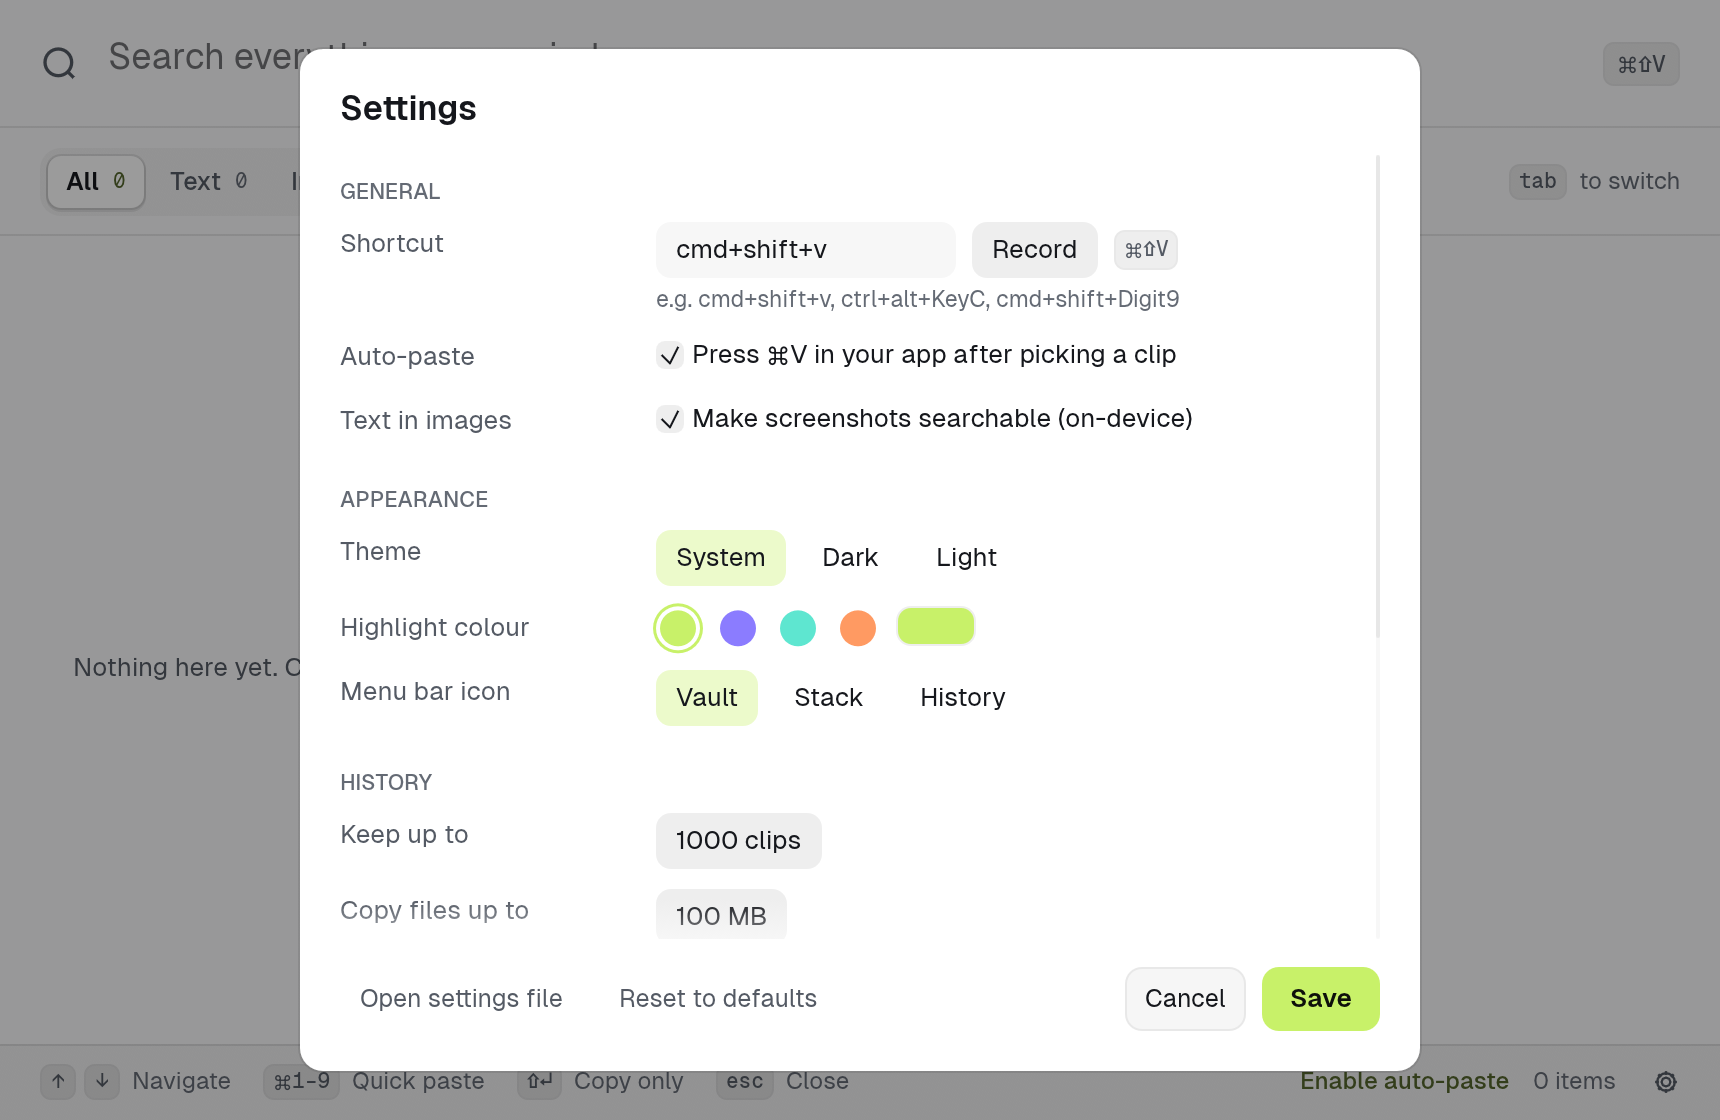 Search ever
⌘⇧V
All 0 Text 0
tab to switch
Settings
GENERAL
Shortcut
cmd+shift+v Record ⌘⇧V
e.g. cmd+shift+v, ctrl+alt+KeyC, cmd+shift+Digit9
Auto-paste
Press ⌘V in your app after picking a clip
Text in images
Make screenshots searchable (on-device)
APPEARANCE
Theme
System Dark Light
Highlight colour
Menu bar icon
Vault Stack History
HISTORY
Keep up to
1000 clips
Copy files up to
100 MB
Nothing here yet. C
Open settings file Reset to defaults Cancel Save
↑ ↓ Navigate ⌘1-9 Quick paste ⇧↵ Copy only esc Close Enable auto-paste 0 items